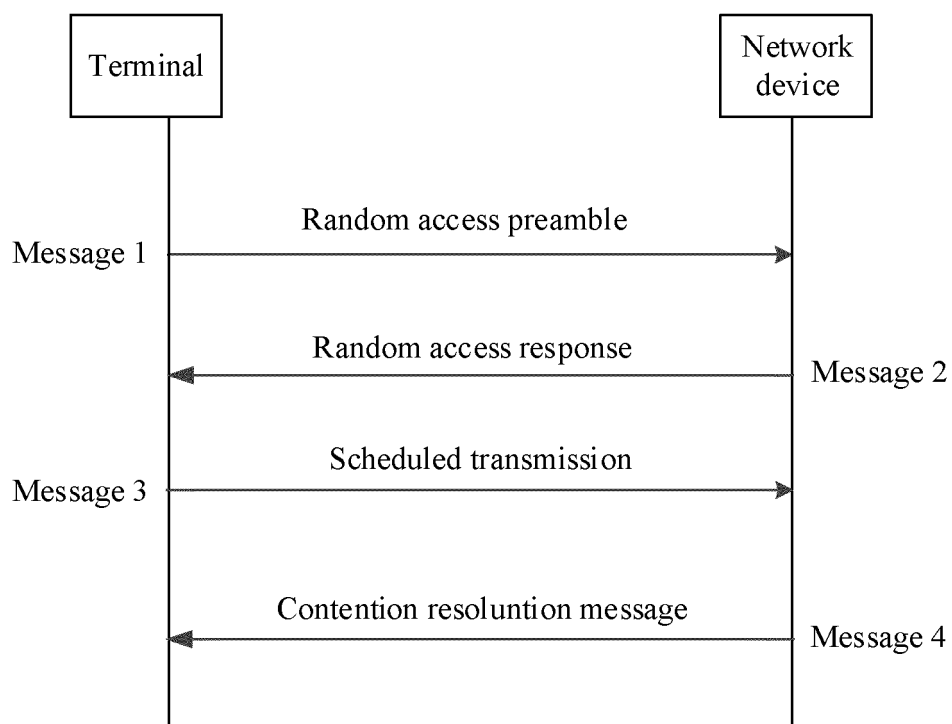 Terminal
Network
device
Random access preamble
Message 1
Random access response
Message 2
Scheduled transmission
Message 3
Contention resoluntion message
Message 4